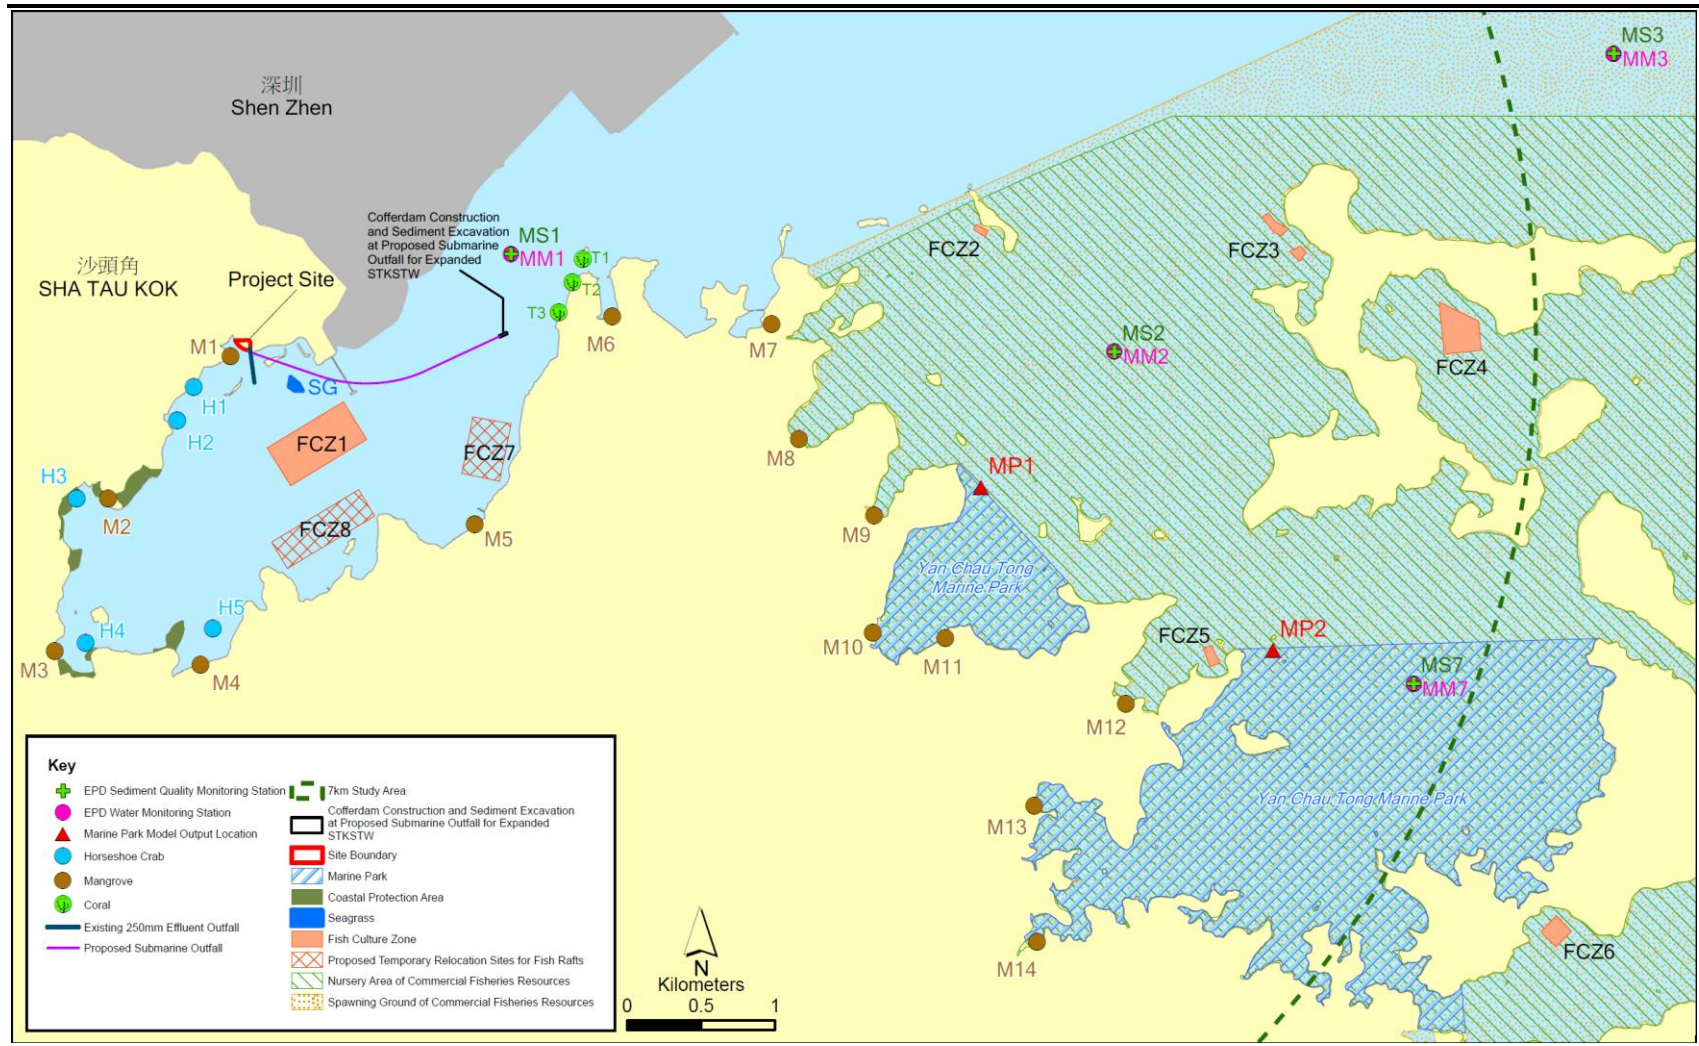 深圳
Shen Zhen
MS3
MM3
Cofferdam Construction
and Sediment Excavation
at Proposed Submarine
Outfall for Expanded
STKSTW
MS1
MM1
T1
T2
T3
FCZ2
FCZ3
沙頭角
SHA TAU KOK
Project Site
M1
M6
M7
MS2
MM2
FCZ4
SG
H1
H2
FCZ1
FCZ7
M8
MP1
H3
M2
FCZ8
M5
M9
Yan Chau Tong
Marine Park
H5
H4
M3
M4
M10
M11
FCZ5
MP2
MS7
MM7
M12
Yan Chau Tong Marine Park
M13
M14
FCZ6
Key
EPD Sediment Quality Monitoring Station
EPD Water Monitoring Station
Marine Park Model Output Location
Horseshoe Crab
Mangrove
Coral
Existing 250mm Effluent Outfall
Proposed Submarine Outfall
7km Study Area
Cofferdam Construction and Sediment Excavation
at Proposed Submarine Outfall for Expanded
STKSTW
Site Boundary
Marine Park
Coastal Protection Area
Seagrass
Fish Culture Zone
Proposed Temporary Relocation Sites for Fish Rafts
Nursery Area of Commercial Fisheries Resources
Spawning Ground of Commercial Fisheries Resources
N
Kilometers
0 0.5 1